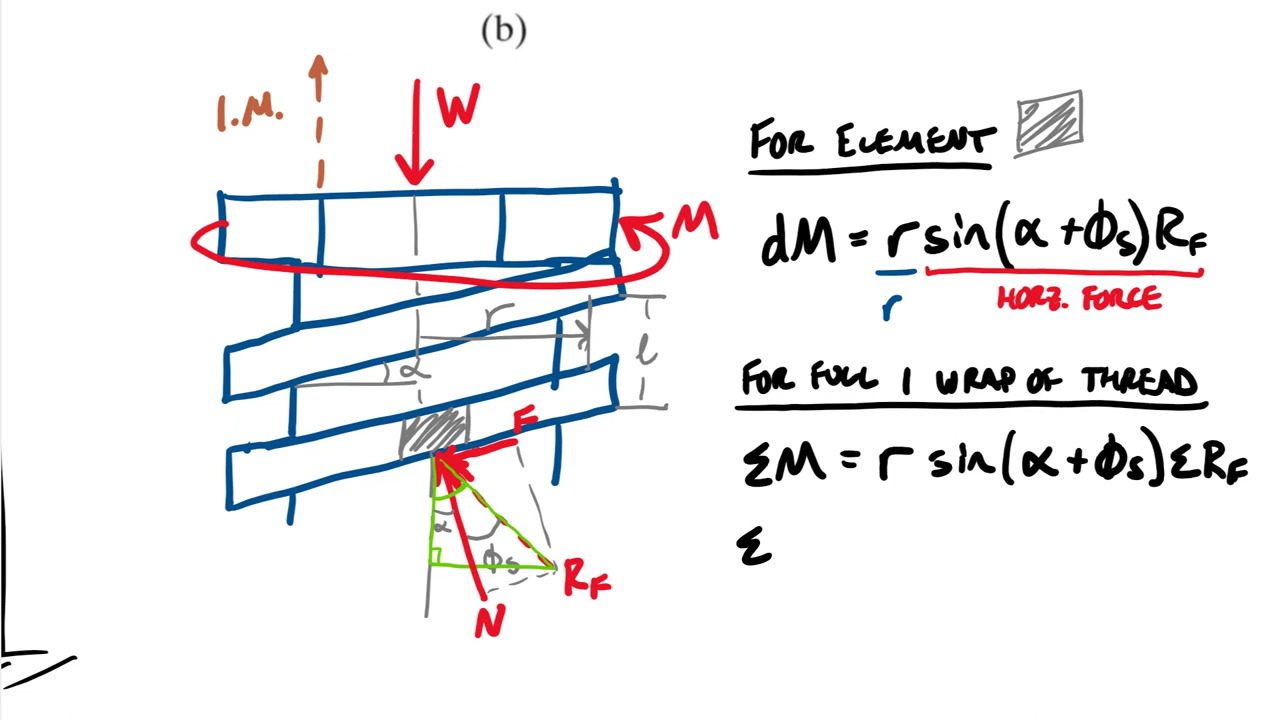 (b)
I.M.
W
M
r
α
l
F
α
ϕs
RF
N
FOR ELEMENT
dM = r sin(α + ϕs) RF
r
HORZ. FORCE
FOR FULL 1 WRAP OF THREAD
ΣM = r sin(α + ϕs) ΣRF
Σ